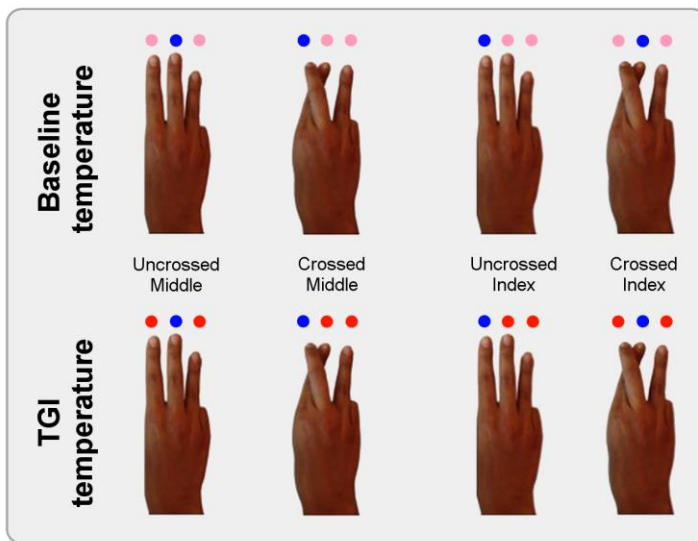 Baseline
temperature
Uncrossed
Middle
Crossed
Middle
Uncrossed
Index
Crossed
Index
TGI
temperature